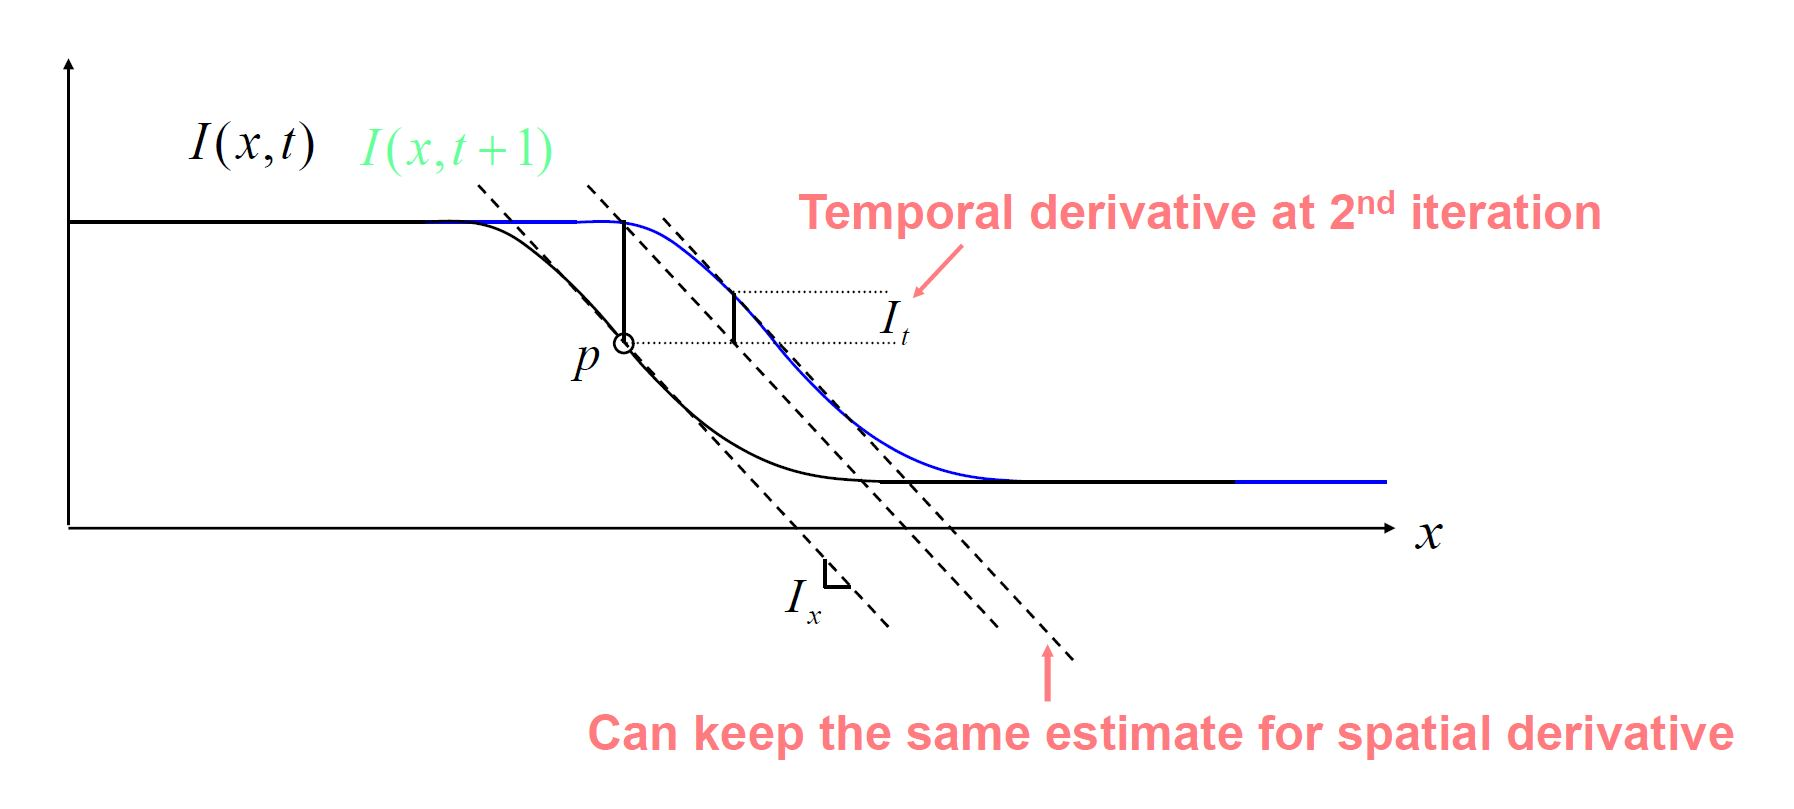 I(x,t) I(x,t+1)
Temporal derivative at 2nd iteration
I_t
p
x
I_x
Can keep the same estimate for spatial derivative